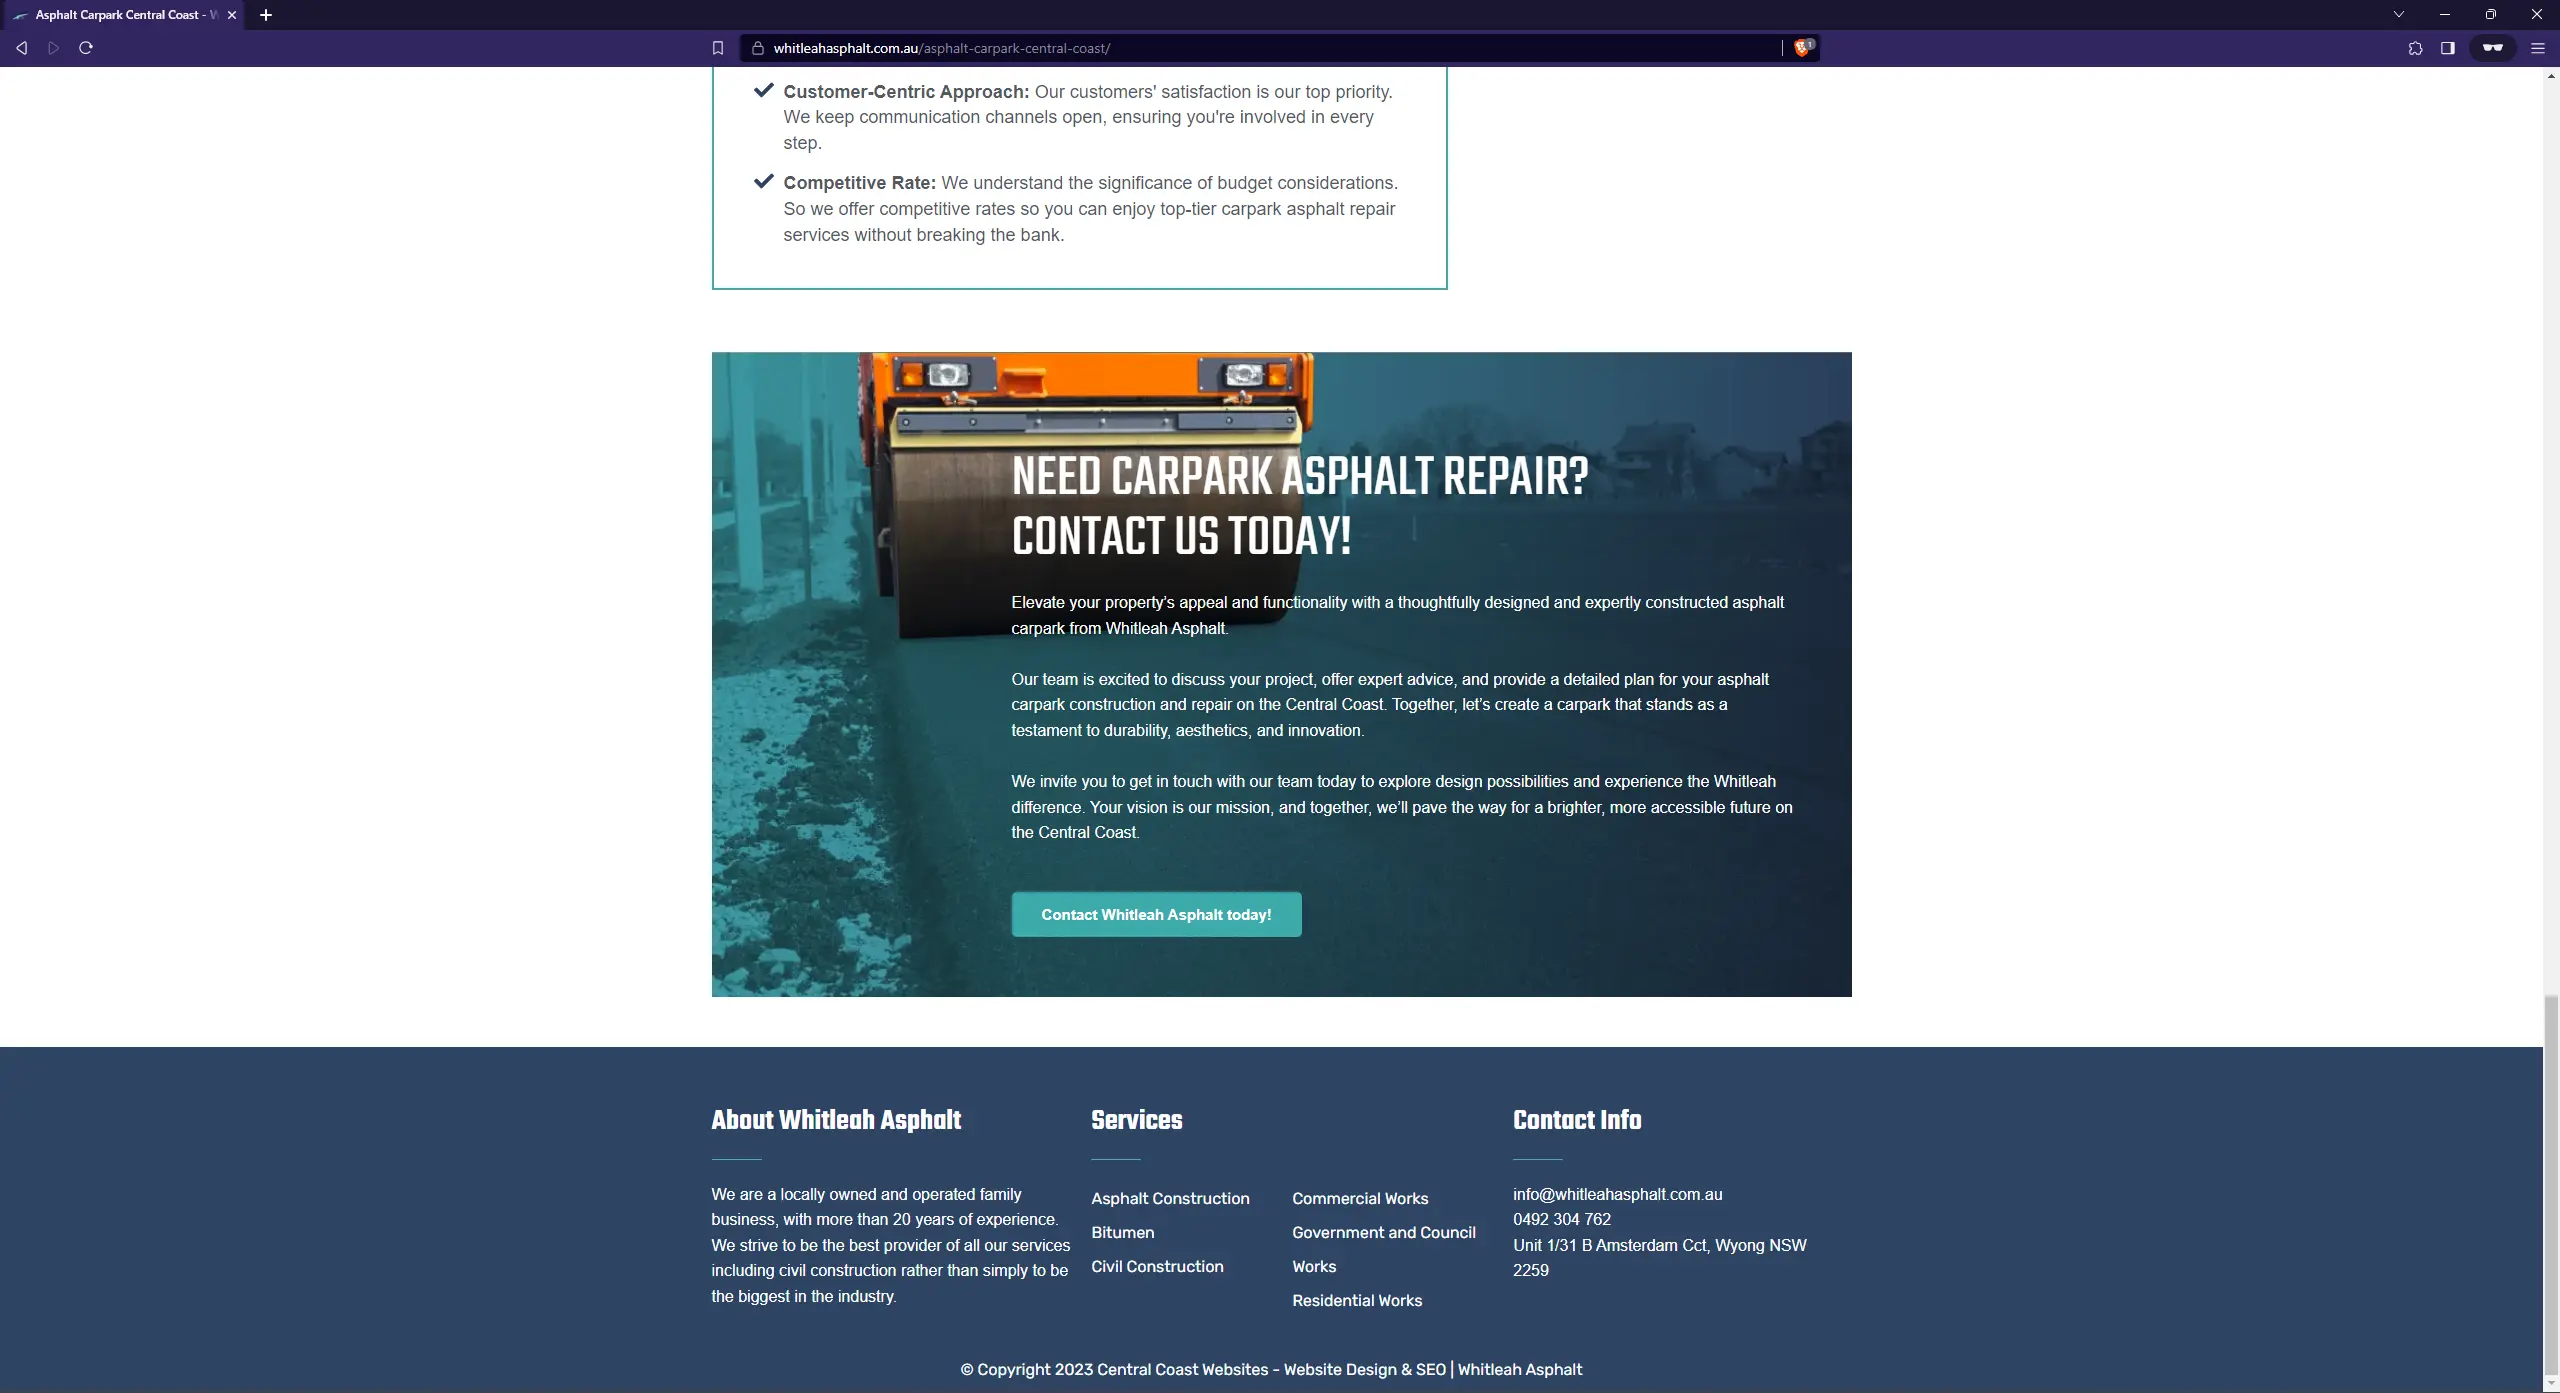 Asphalt Carpark Central Coast -
whitleahasphalt.com.au/asphalt-carpark-central-coast/
1
Customer-Centric Approach: Our customers' satisfaction is our top priority.
We keep communication channels open, ensuring you're involved in every
step.
Competitive Rate: We understand the significance of budget considerations.
So we offer competitive rates so you can enjoy top-tier carpark asphalt repair
services without breaking the bank.
NEED CARPARK ASPHALT REPAIR?
CONTACT US TODAY!
Elevate your property’s appeal and functionality with a thoughtfully designed and expertly constructed asphalt
carpark from Whitleah Asphalt.
Our team is excited to discuss your project, offer expert advice, and provide a detailed plan for your asphalt
carpark construction and repair on the Central Coast. Together, let’s create a carpark that stands as a
testament to durability, aesthetics, and innovation.
We invite you to get in touch with our team today to explore design possibilities and experience the Whitleah
difference. Your vision is our mission, and together, we’ll pave the way for a brighter, more accessible future on
the Central Coast.
Contact Whitleah Asphalt today!
About Whitleah Asphalt
We are a locally owned and operated family
business, with more than 20 years of experience.
We strive to be the best provider of all our services
including civil construction rather than simply to be
the biggest in the industry.
Services
Asphalt Construction
Bitumen
Civil Construction
Commercial Works
Government and Council
Works
Residential Works
Contact Info
info@whitleahasphalt.com.au
0492 304 762
Unit 1/31 B Amsterdam Cct, Wyong NSW
2259
© Copyright 2023 Central Coast Websites - Website Design & SEO | Whitleah Asphalt